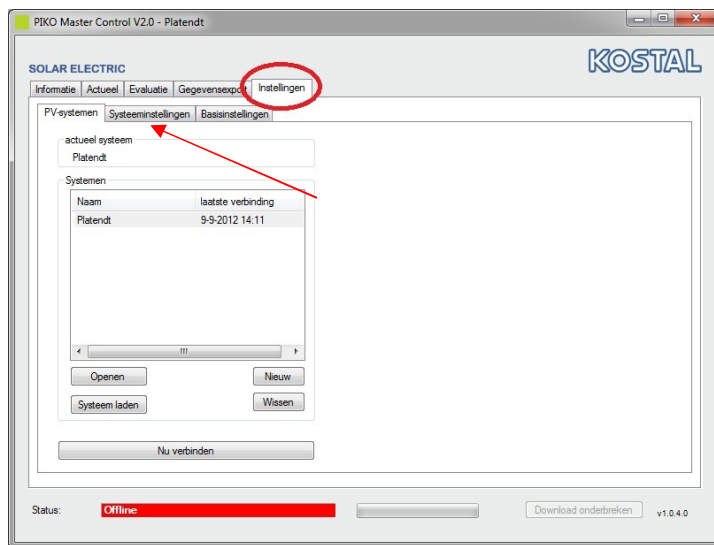 PIKO Master Control V2.0 - Platendt
SOLAR ELECTRIC
KOSTAL
Informatie Actueel Evaluatie Gegevensexport Instellingen
PV-systemen Systeeminstellingen Basisinstellingen
actueel systeem
Platendt
Systemen
Naam laatste verbinding
Platendt 9-9-2012 14:11
Openen Nieuw
Systeem laden Wissen
Nu verbinden
Status: Offline Download onderbreken v1.0.4.0